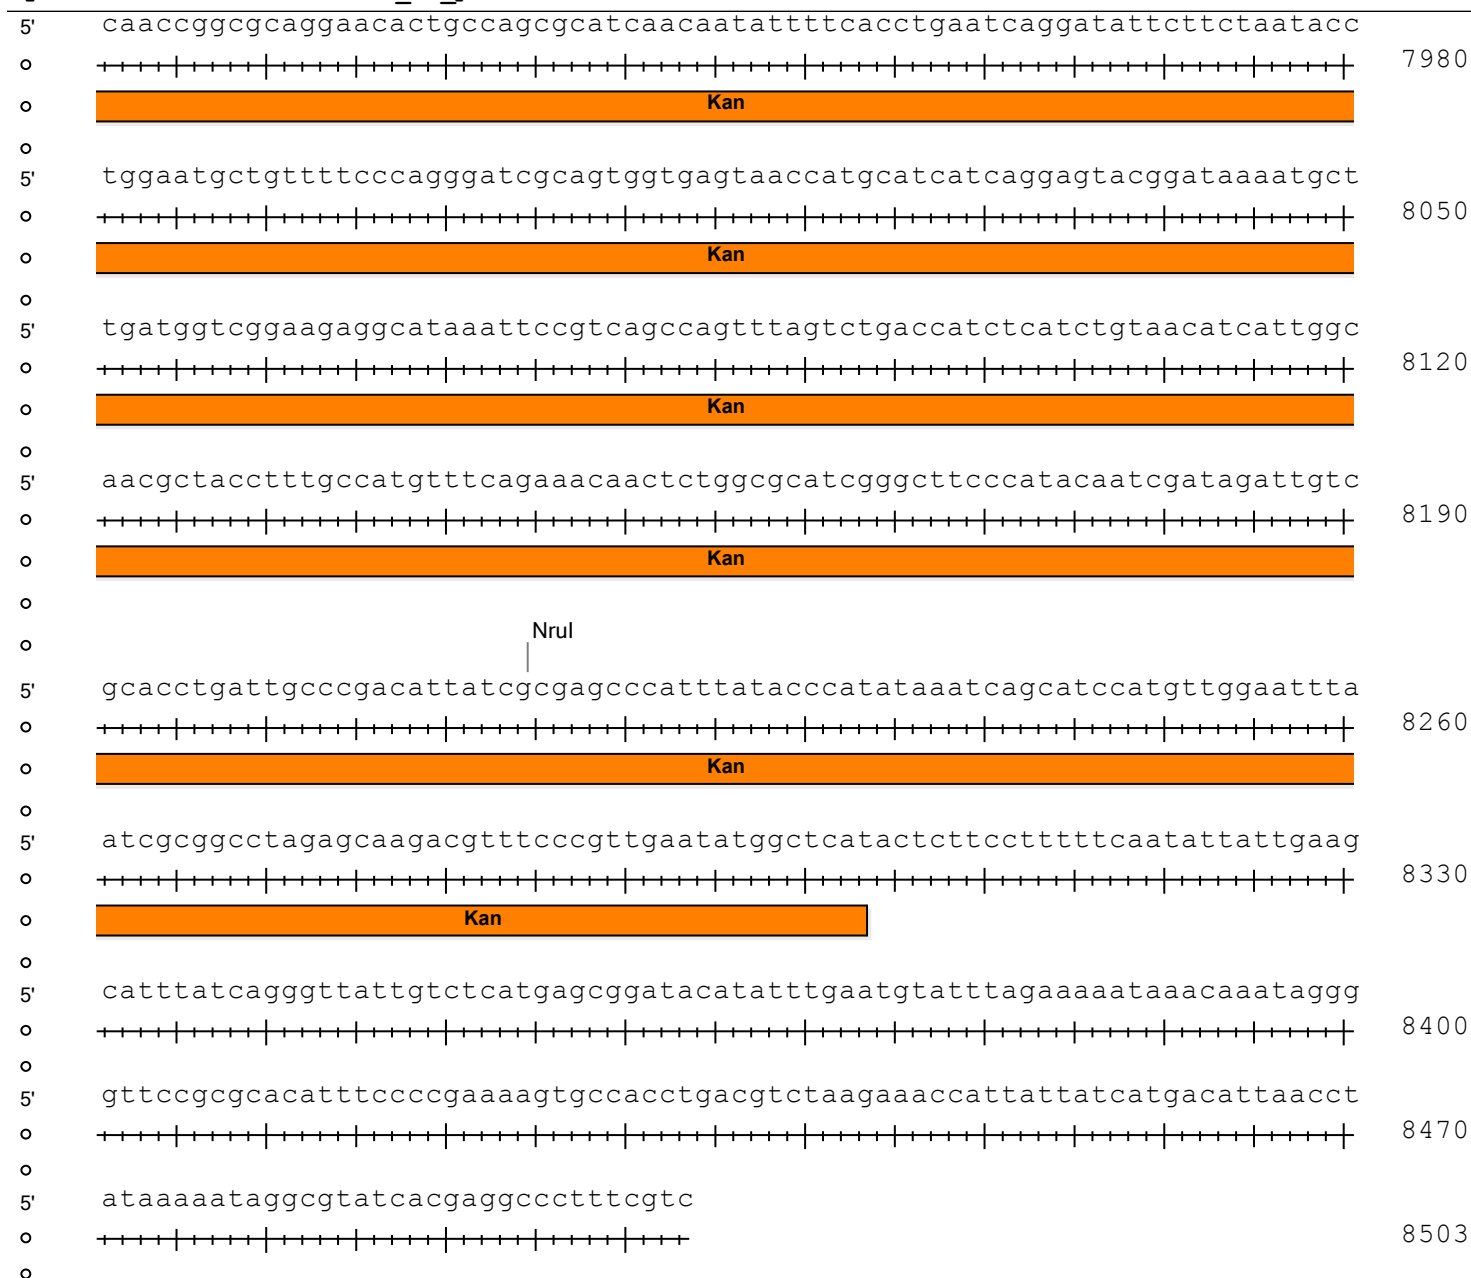 5' caaccggcgcaggaacactgccagcgcatcaacaatattttcacctgaatcaggatattcttctaatacc
7980
Kan
5' tggaatgctgttttcccagggatcgcagtggtgagtaaccatgcatcatcaggagtacggataaaatgct
8050
Kan
5' tgatggtcggaagaggcataaattccgtcagccagtttagtctgaccatctcatctgtaacatcattggc
8120
Kan
5' aacgctacctttgccatgtttcagaaacaactctggcgcatcgggcttcccatacaatcgatagattgtc
8190
Kan
NruI
5' gcacctgattgcccgacattatcgcgagcccatttatacccatataaatcagcatccatgttggaattta
8260
Kan
5' atcgcggcctagagcaagacgtttcccgttgaatatggctcatactcttcctttttcaatattattgaag
8330
Kan
5' catttatcagggttattgtctcatgagcggatacatatttgaatgtatttagaaaaataaacaaataggg
8400
5' gttccgcgcacatttccccgaaaagtgccacctgacgtctaagaaaccattattatcatgacattaacct
8470
5' ataaaaataggcgtatcacgaggccctttcgtc
8503